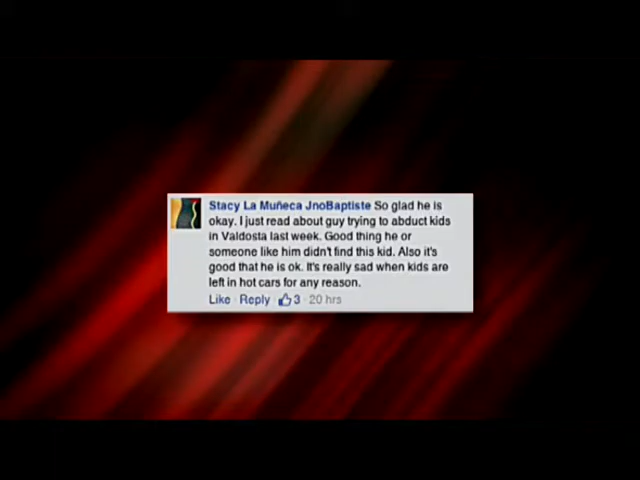 Stacy La Muñeca JnoBaptiste So glad he is
okay. I just read about guy trying to abduct kids
in Valdosta last week. Good thing he or
someone like him didn't find this kid. Also it's
good that he is ok. It's really sad when kids are
left in hot cars for any reason.
Like · Reply · 3 · 20 hrs